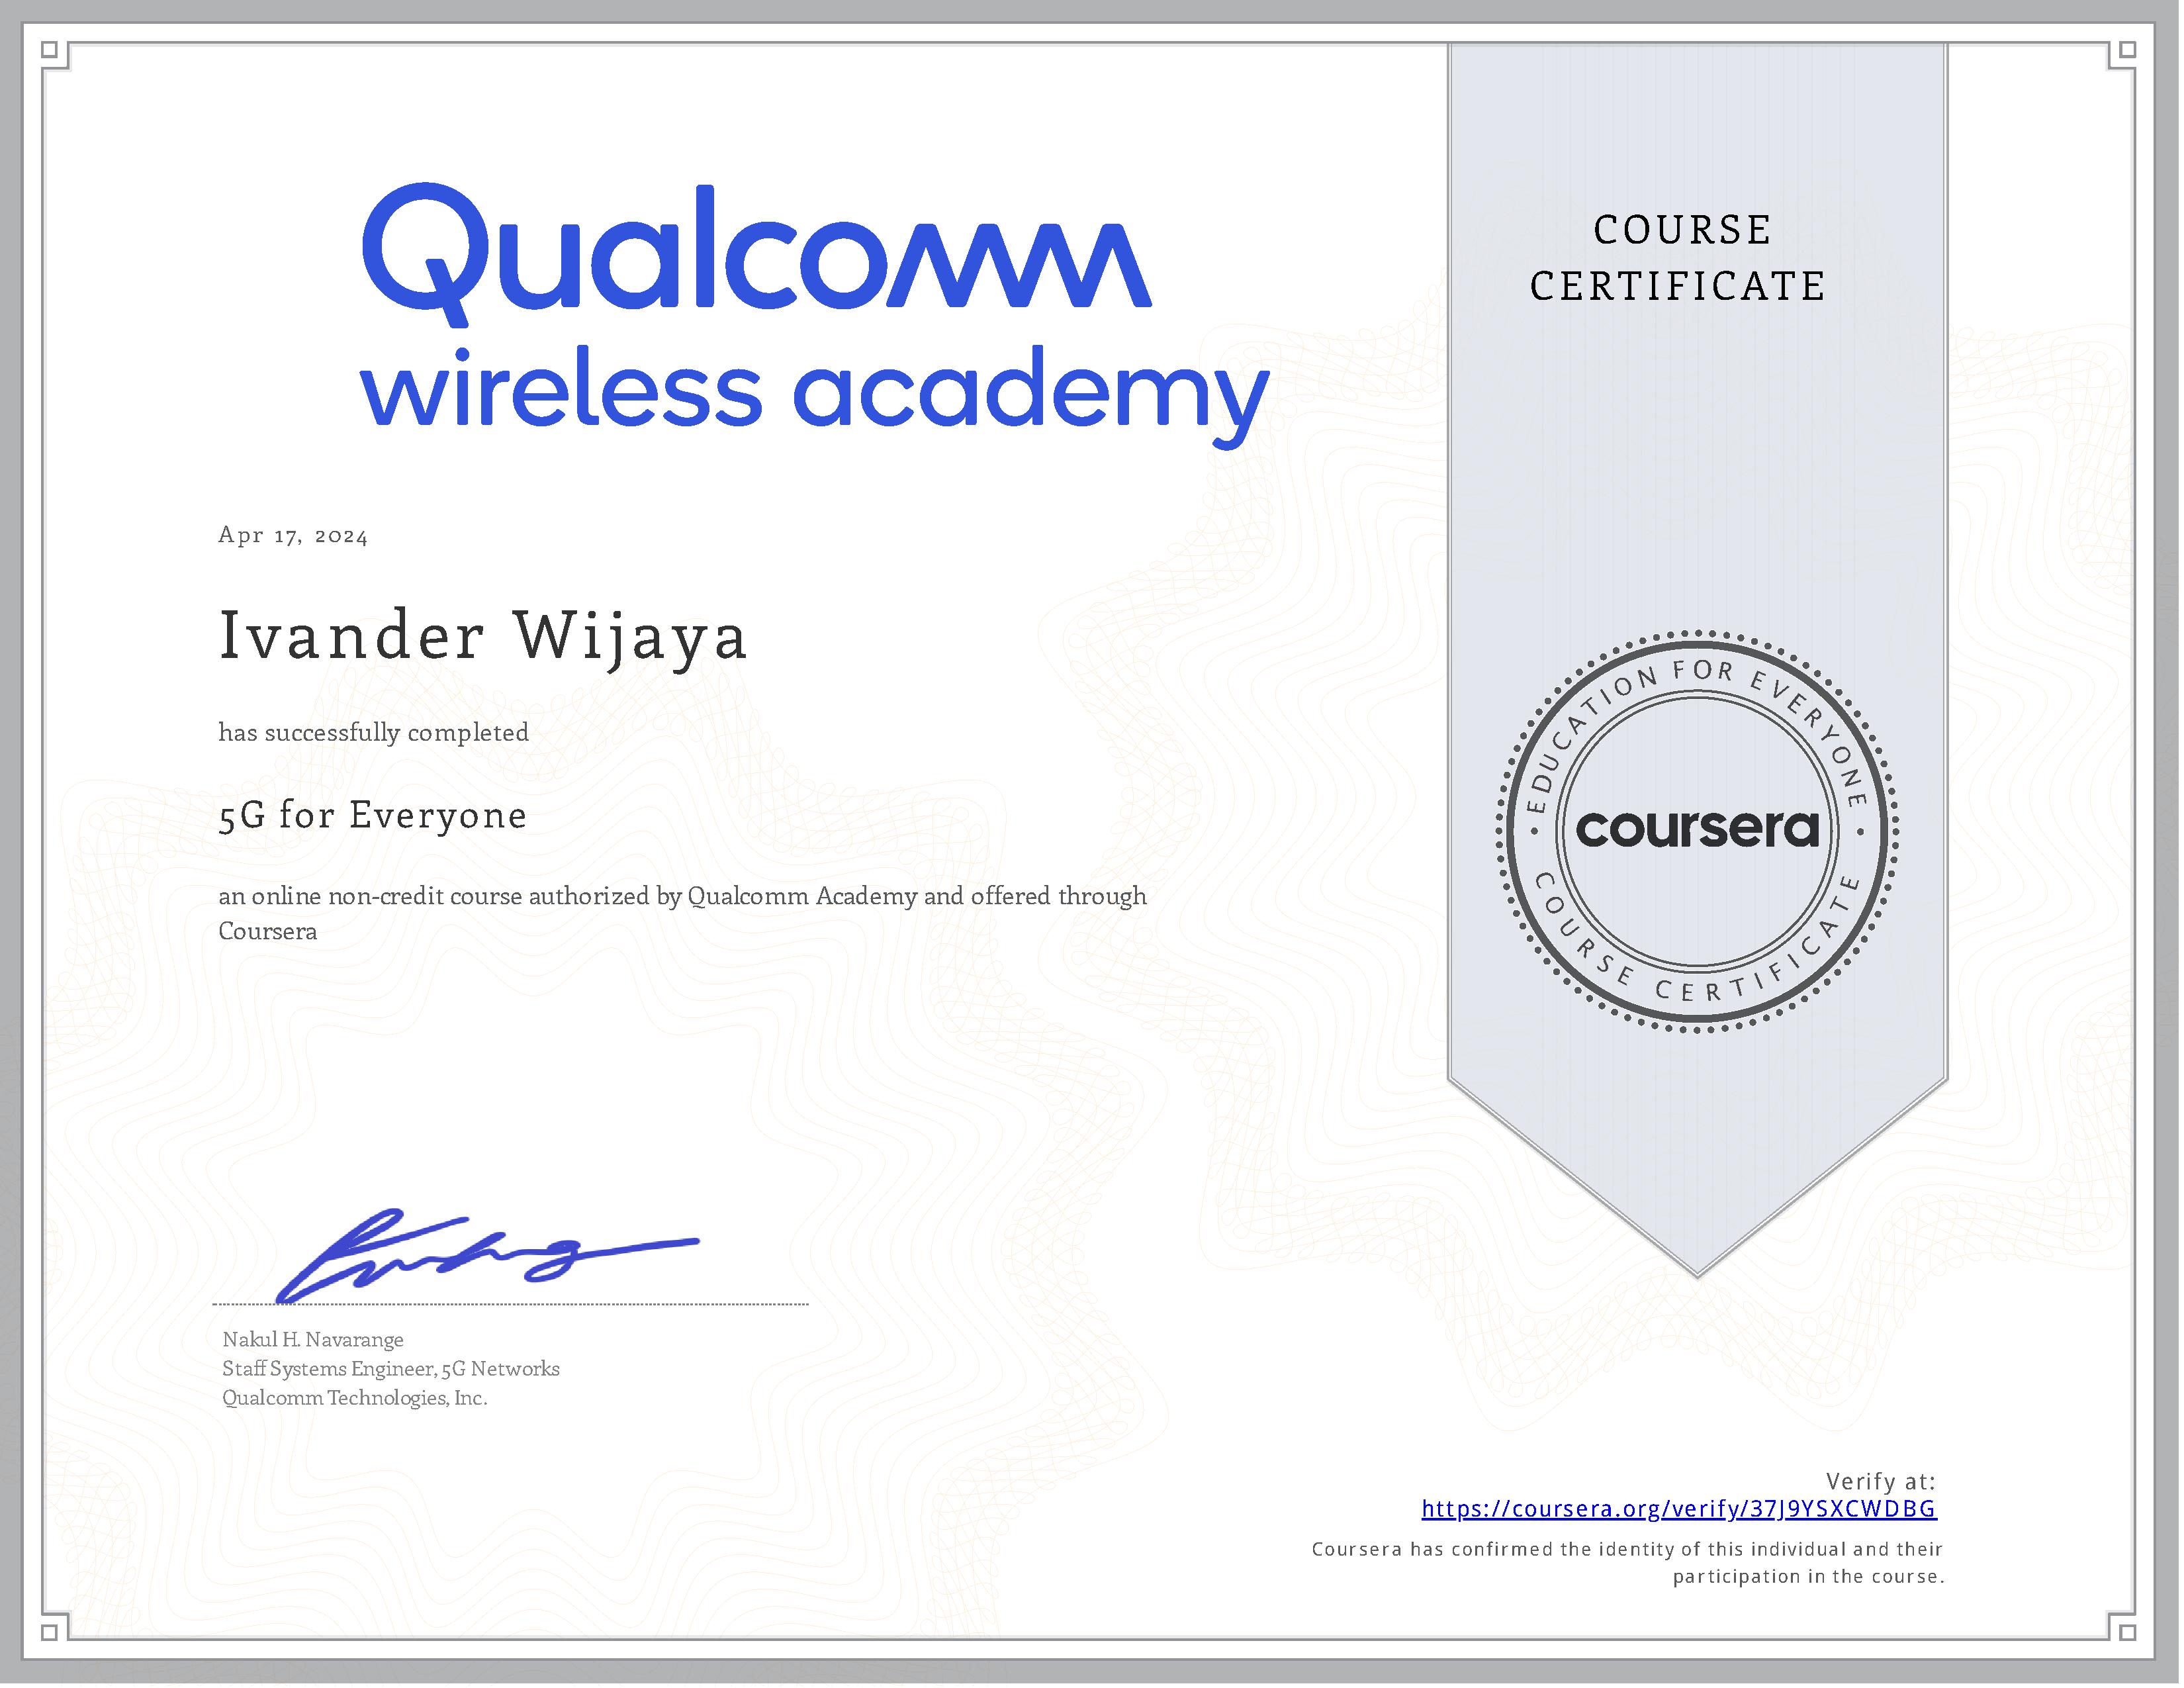 Qualcomm
wireless academy
COURSE
CERTIFICATE
Apr 17, 2024
Ivander Wijaya
has successfully completed
5G for Everyone
an online non-credit course authorized by Qualcomm Academy and offered through
Coursera
EDUCATION FOR EVERYONE
coursera
COURSE CERTIFICATE
Nakul H. Navarange
Staff Systems Engineer, 5G Networks
Qualcomm Technologies, Inc.
Verify at:
https://coursera.org/verify/37J9YSXCWDBG
Coursera has confirmed the identity of this individual and their
participation in the course.